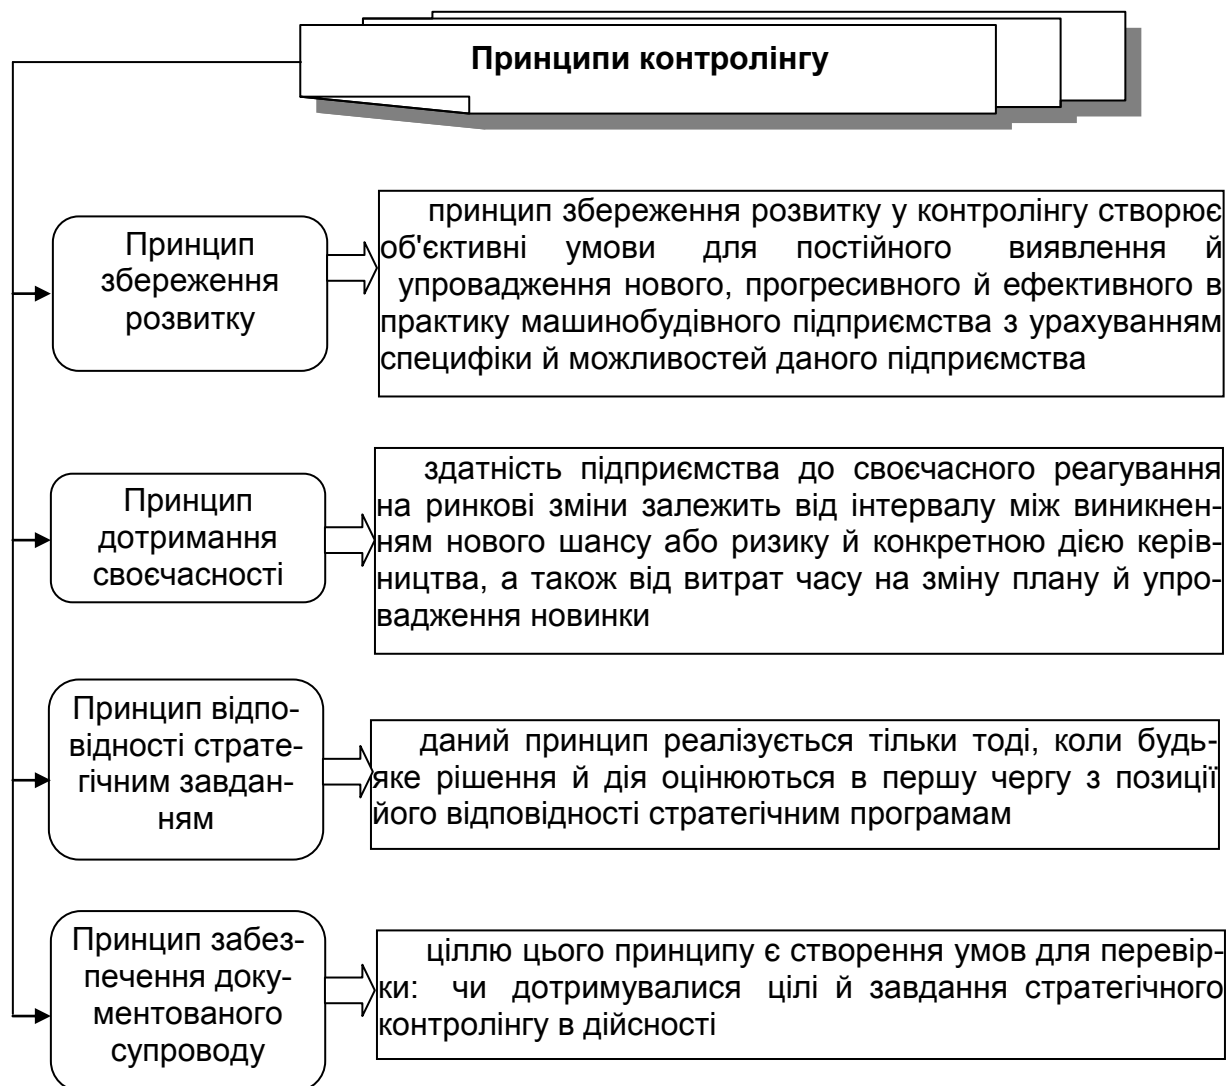 Принципи контролінгу
Принцип
збереження
розвитку
принцип збереження розвитку у контролінгу створює
об'єктивні умови для постійного виявлення й
упровадження нового, прогресивного й ефективного в
практику машинобудівного підприємства з урахуванням
специфіки й можливостей даного підприємства
Принцип
дотримання
своєчасності
здатність підприємства до своєчасного реагування
на ринкові зміни залежить від інтервалу між виникнен-
ням нового шансу або ризику й конкретною дією керів-
ництва, а також від витрат часу на зміну плану й упро-
вадження новинки
Принцип відпо-
відності страте-
гічним завдан-
ням
даний принцип реалізується тільки тоді, коли будь-
яке рішення й дія оцінюються в першу чергу з позиції
його відповідності стратегічним програмам
Принцип забез-
печення доку-
ментованого
супроводу
ціллю цього принципу є створення умов для перевір-
ки: чи дотримувалися цілі й завдання стратегічного
контролінгу в дійсності